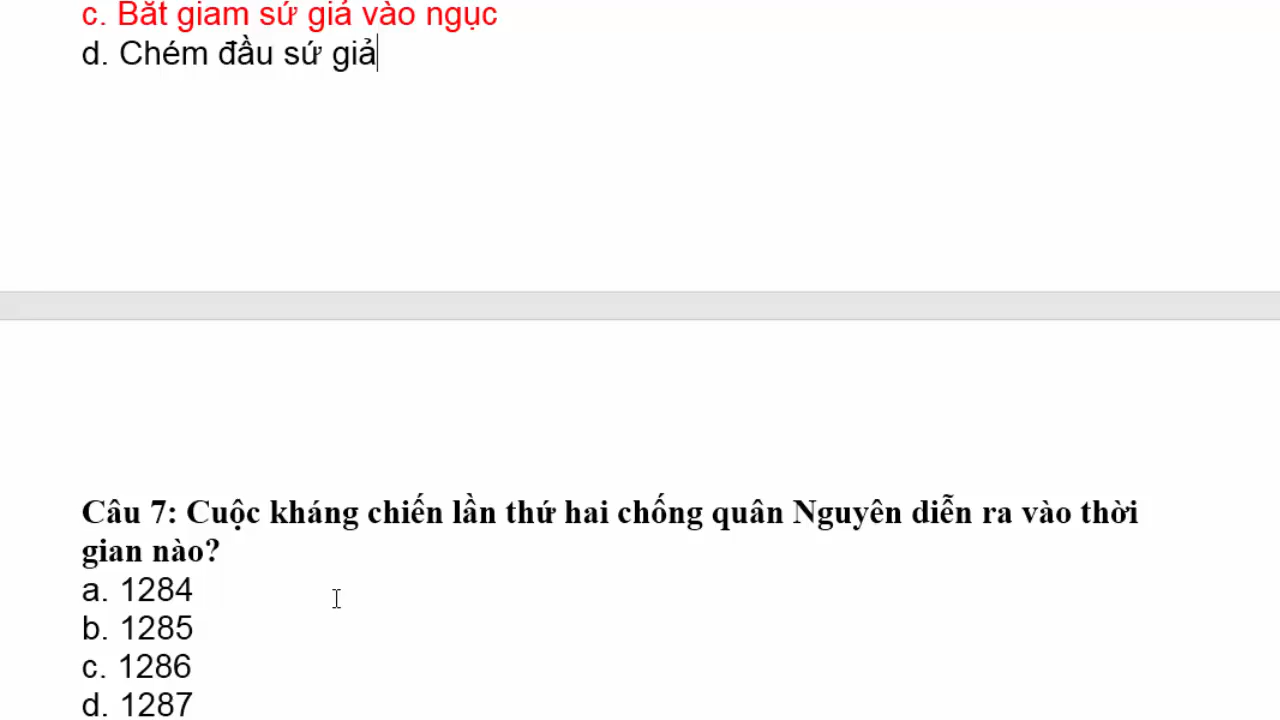 c. Bắt giam sứ giả vào ngục
d. Chém đầu sứ giả
Câu 7: Cuộc kháng chiến lần thứ hai chống quân Nguyên diễn ra vào thời
gian nào?
a. 1284
b. 1285
c. 1286
d. 1287